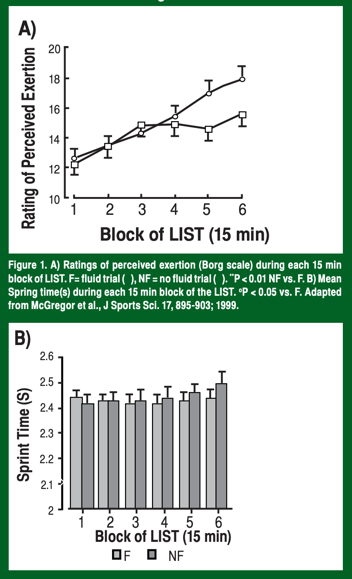 A)
Rating of Perceived Exertion
20
18
16
14
12
10
1 2 3 4 5 6
Block of LIST (15 min)
Figure 1. A) Ratings of perceived exertion (Borg scale) during each 15 min
block of LIST. F= fluid trial ( ), NF = no fluid trial ( ). **P < 0.01 NF vs. F. B) Mean
Spring time(s) during each 15 min block of the LIST. °P < 0.05 vs. F. Adapted
from McGregor et al., J Sports Sci. 17, 895-903; 1999.
B)
Sprint Time (S)
2.6
2.5
2.4
2.3
2.2
2.1
2
1 2 3 4 5 6
Block of LIST (15 min)
F NF